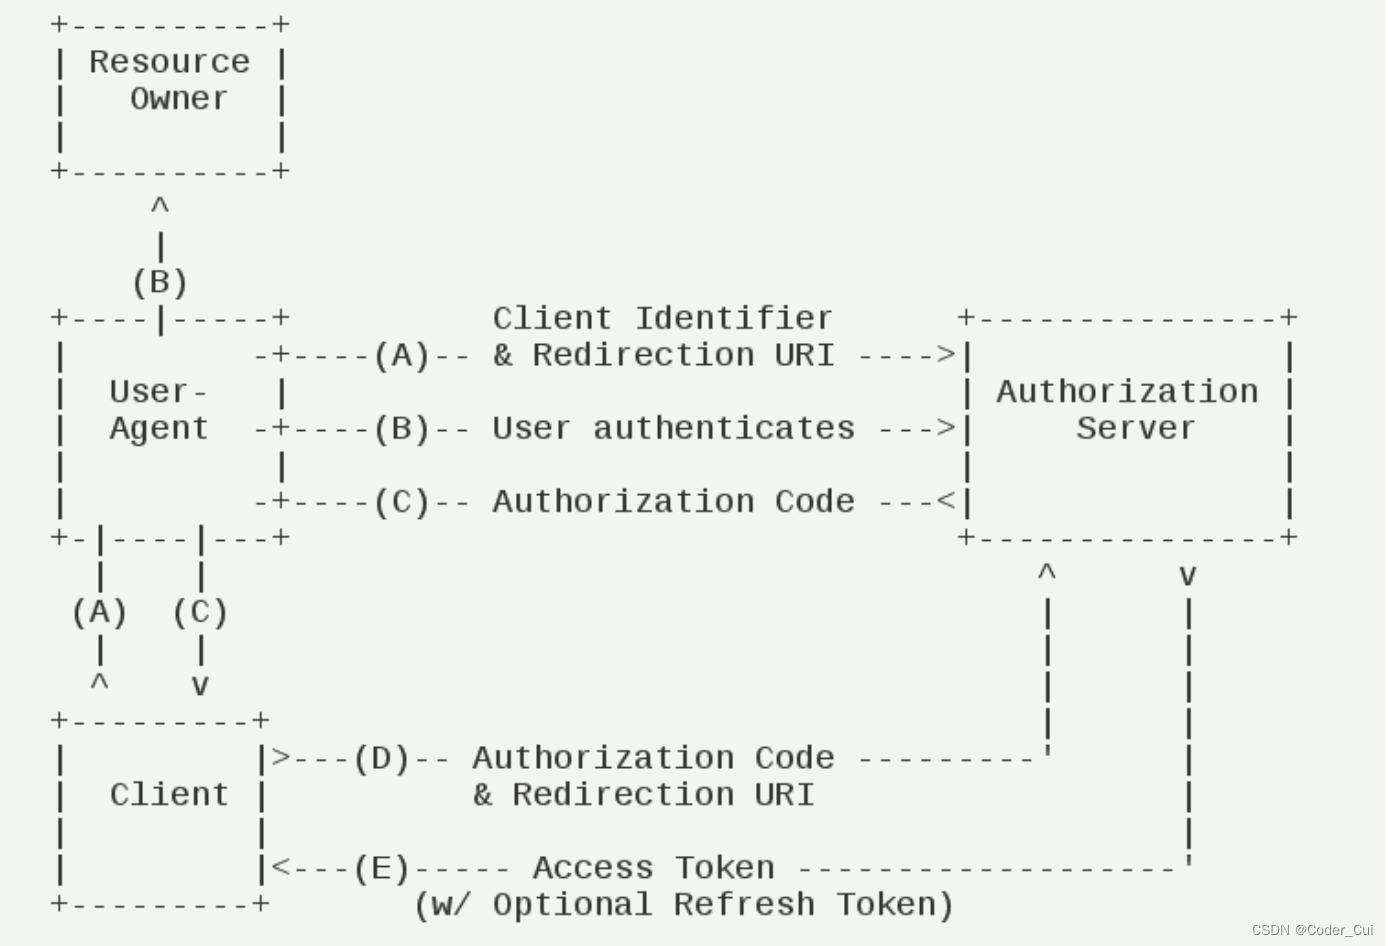 +----------+
| Resource |
|   Owner  |
|          |
+----------+
     ^
     |
    (B)
+----|-----+          Client Identifier      +---------------+
|         -+----(A)-- & Redirection URI ---->|               |
|  User-   |                                 | Authorization |
|  Agent  -+----(B)-- User authenticates --->|     Server    |
|          |                                 |               |
|         -+----(C)-- Authorization Code ---<|               |
+-|----|---+                                 +---------------+
  |    |                                         ^      v
 (A)  (C)                                        |      |
  |    |                                         |      |
  ^    v                                         |      |
+---------+                                      |      |
|         |>---(D)-- Authorization Code ---------'      |
|  Client |          & Redirection URI                  |
|         |                                             |
|         |<---(E)----- Access Token -------------------'
+---------+       (w/ Optional Refresh Token)
CSDN @Coder_Cui